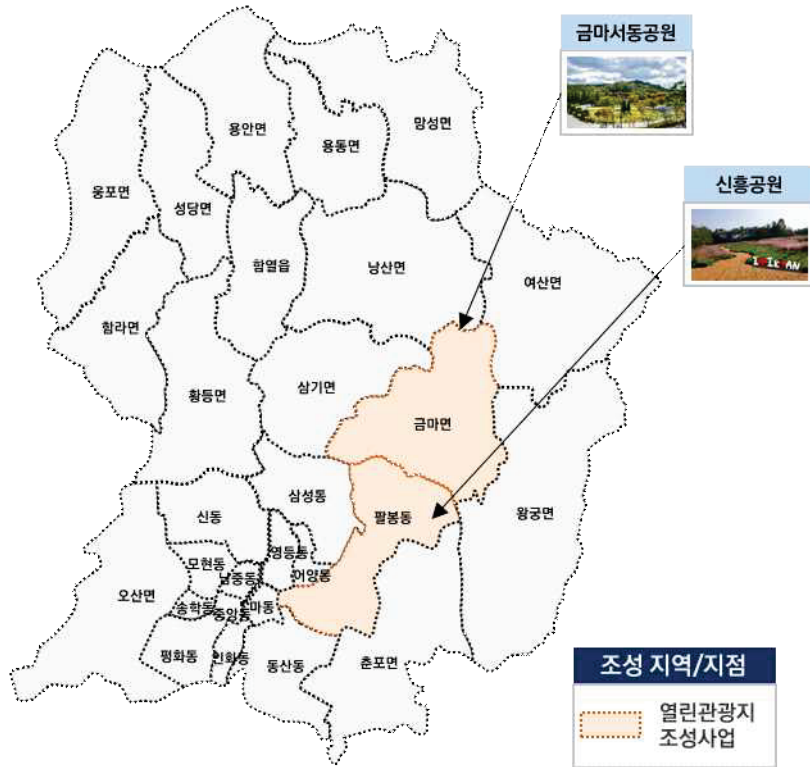 금마서동공원
신흥공원
I IKSAN
망성면
용안면
용동면
웅포면
성당면
함열읍
낭산면
여산면
함라면
황등면
삼기면
금마면
왕궁면
삼성동
팔봉동
신동
영등동
어양동
모현동
남중동
오산면
송학동
중앙동
마동
평화동
인화동
동산동
춘포면
조성 지역/지점
열린관광지
조성사업